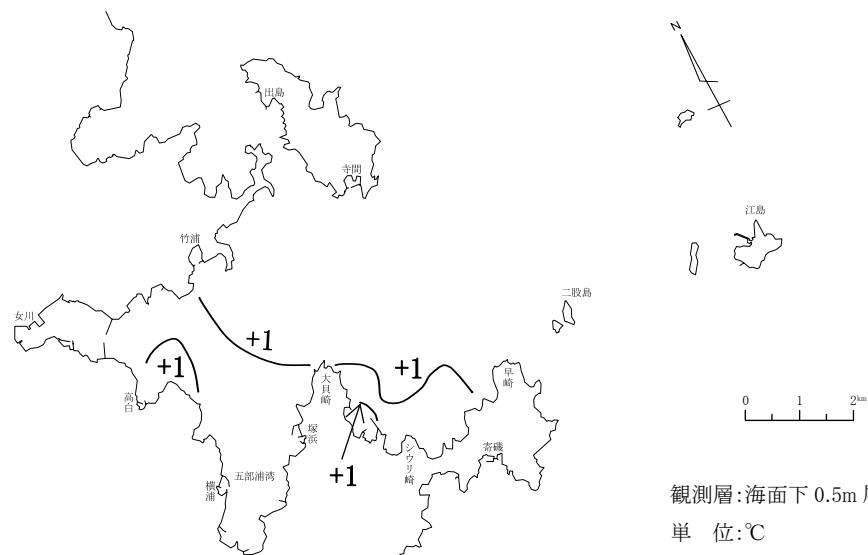 N
出島
寺間
江島
竹浦
二股島
女川
+1
+1
+1
大貝崎
早崎
高白
0 1 2km
塚浜
シウリ崎
寄磯
+1
横浦
五部浦湾
観測層:海面下 0.5m
単 位:℃